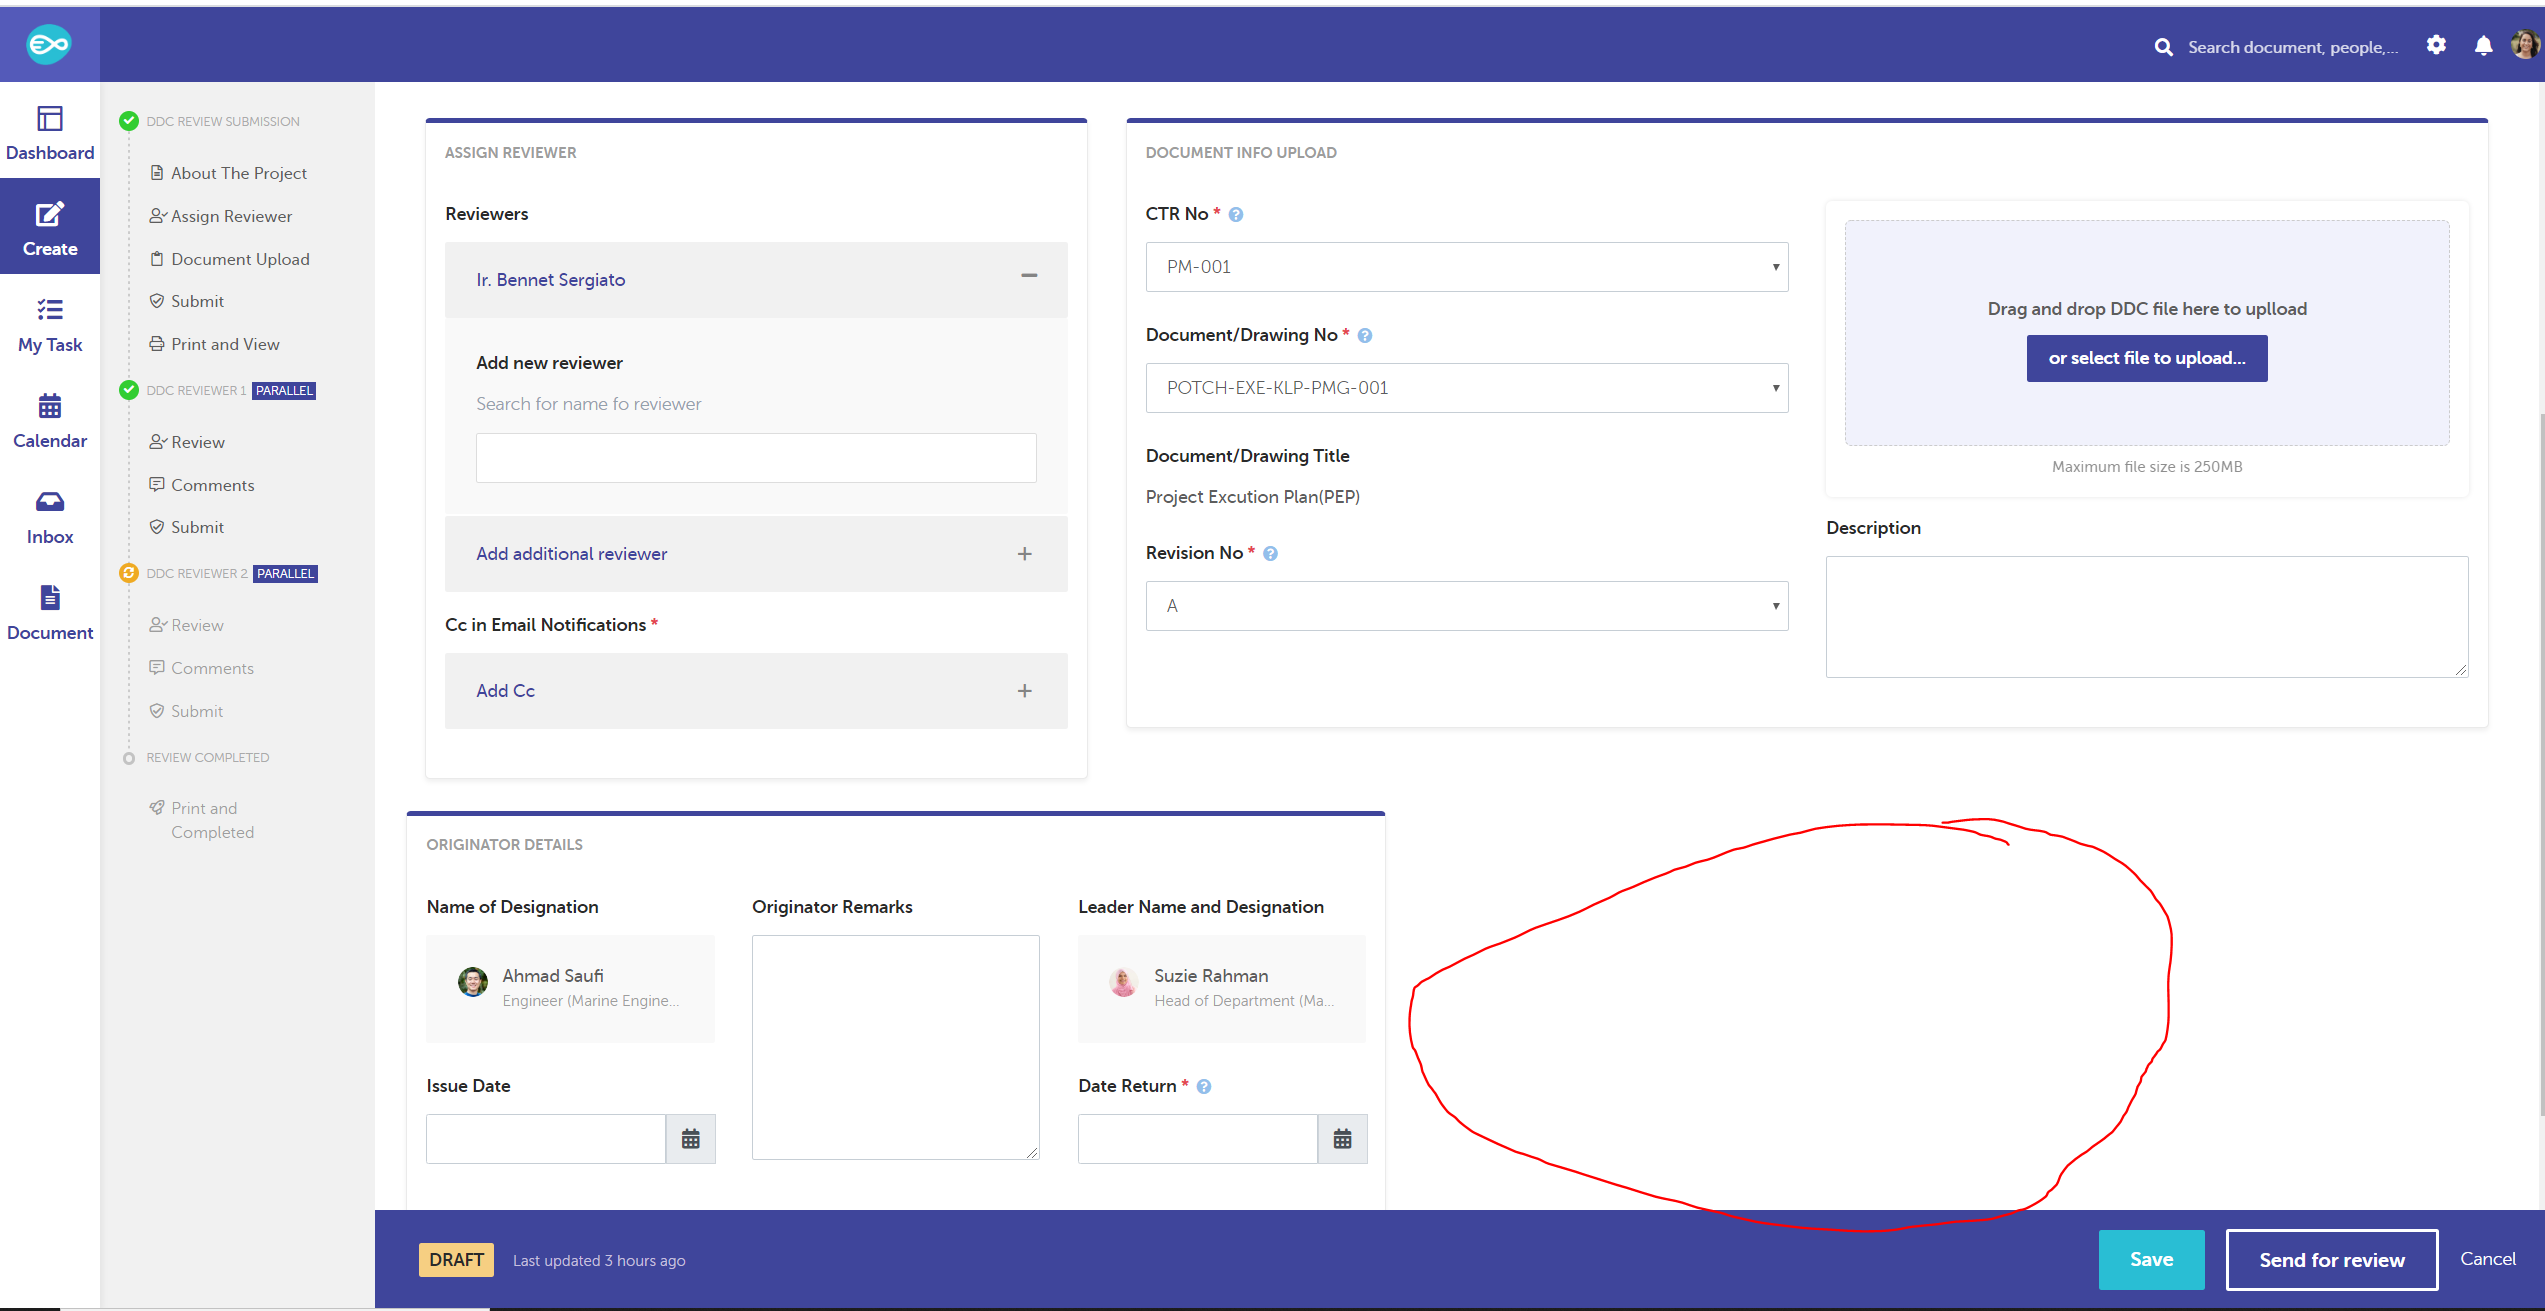 Search document, people,...
Dashboard
Create
My Task
Calendar
Inbox
Document
DDC REVIEW SUBMISSION
About The Project
Assign Reviewer
Document Upload
Submit
Print and View
DDC REVIEWER 1 PARALLEL
Review
Comments
Submit
DDC REVIEWER 2 PARALLEL
Review
Comments
Submit
REVIEW COMPLETED
Print and
Completed
ASSIGN REVIEWER
Reviewers
Ir. Bennet Sergiato
Add new reviewer
Search for name fo reviewer
Add additional reviewer
Cc in Email Notifications *
Add Cc
DOCUMENT INFO UPLOAD
CTR No *
PM-001
Document/Drawing No *
POTCH-EXE-KLP-PMG-001
Document/Drawing Title
Project Excution Plan(PEP)
Revision No *
A
Drag and drop DDC file here to uplload
or select file to upload...
Maximum file size is 250MB
Description
ORIGINATOR DETAILS
Name of Designation
Ahmad Saufi
Engineer (Marine Engine...
Issue Date
Originator Remarks
Leader Name and Designation
Suzie Rahman
Head of Department (Ma...
Date Return *
DRAFT
Last updated 3 hours ago
Save
Send for review
Cancel